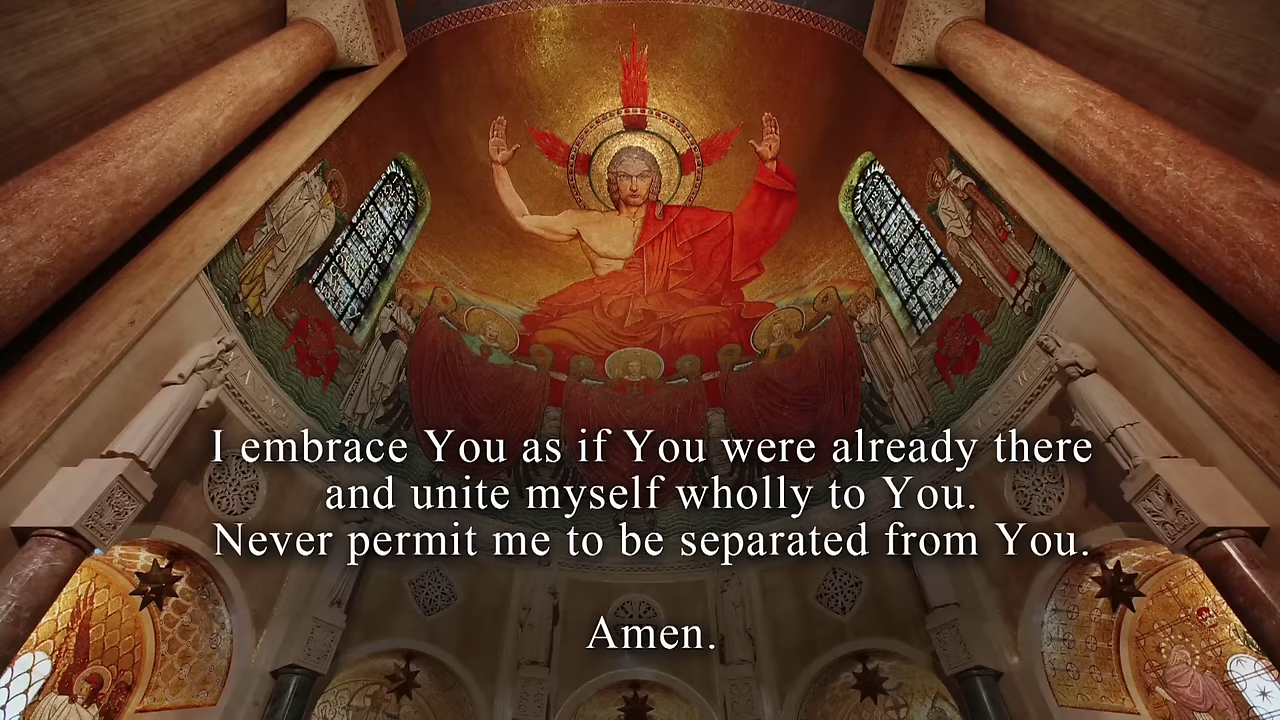 I embrace You as if You were already there
and unite myself wholly to You.
Never permit me to be separated from You.
Amen.